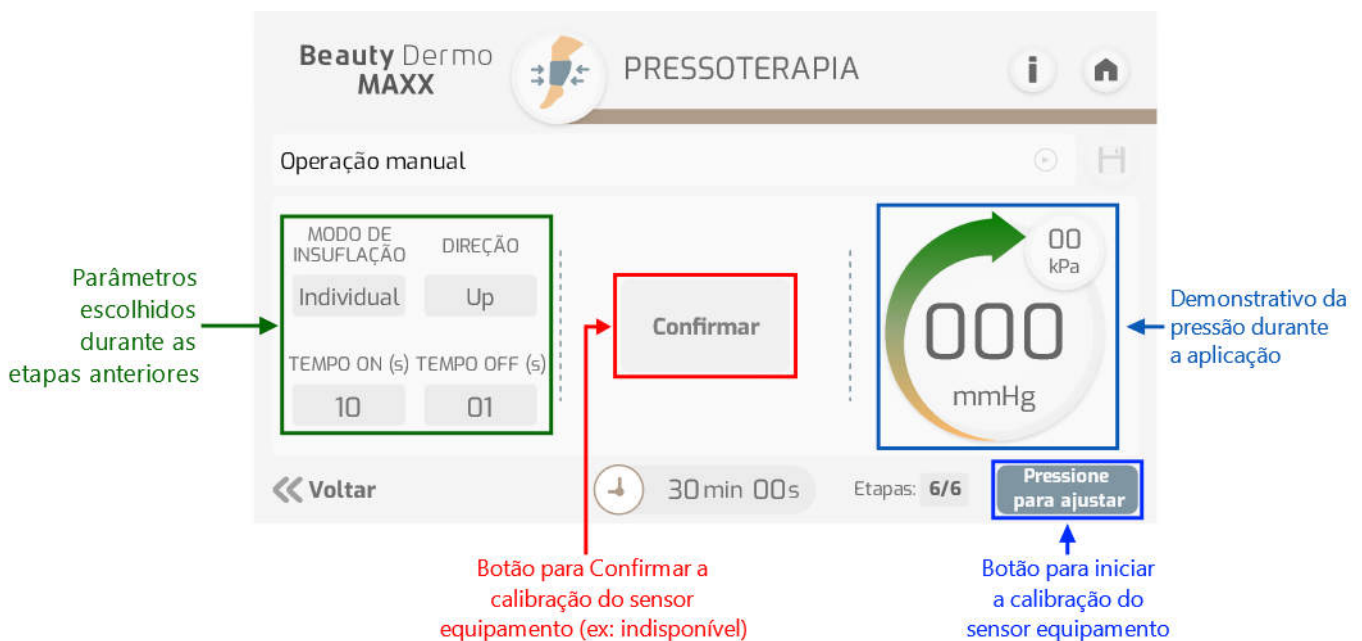 Beauty Dermo
MAXX
PRESSOTERAPIA
i
Operação manual
MODO DE
INSUFLAÇÃO
DIREÇÃO
Individual
Up
TEMPO ON (s)
TEMPO OFF (s)
10
01
Confirmar
00
kPa
000
mmHg
Voltar
30 min 00 s
Etapas: 6/6
Pressione
para ajustar
Parâmetros
escolhidos
durante as
etapas anteriores
Demonstrativo da
pressão durante
a aplicação
Botão para Confirmar a
calibração do sensor
equipamento (ex: indisponível)
Botão para iniciar
a calibração do
sensor equipamento